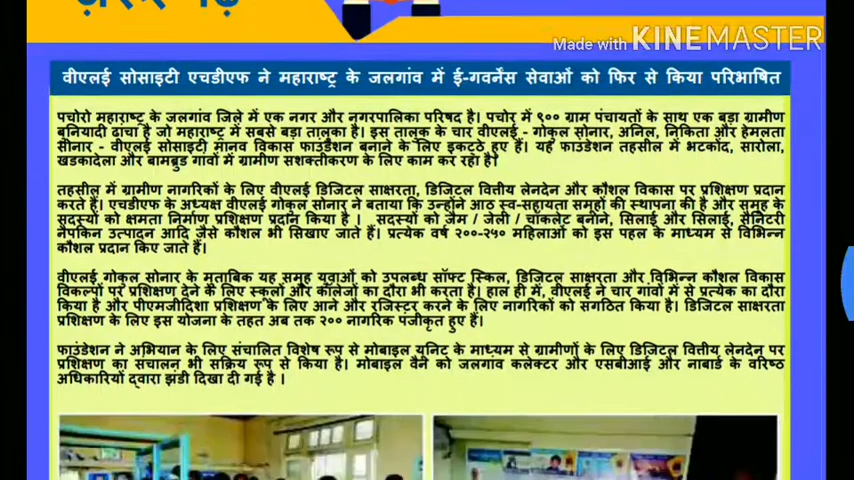 Made with KINEMASTER
वीएलई सोसाइटी एचडीएफ ने महाराष्ट्र के जलगांव में ई-गवर्नेंस सेवाओं को फिर से किया परिभाषित
पचोरो महाराष्ट्र के जलगांव जिले में एक नगर और नगरपालिका परिषद है। पचोर में ९०० ग्राम पंचायतों के साथ एक बड़ा ग्रामीण
बुनियादी ढांचा है जो महाराष्ट्र में सबसे बड़ा तालुका है। इस तालुक के चार वीएलई - गोकुल सोनार, अनिल, निकिता और हेमलता
सोनार - वीएलई सोसाइटी मानव विकास फाउंडेशन बनाने के लिए इकट्ठे हुए हैं। यह फाउंडेशन तहसील में भटकोंद, सारोला,
खडकादेला और बामब्रुड गांवों में ग्रामीण सशक्तीकरण के लिए काम कर रहा है।
तहसील में ग्रामीण नागरिकों के लिए वीएलई डिजिटल साक्षरता, डिजिटल वित्तीय लेनदेन और कौशल विकास पर प्रशिक्षण प्रदान
करते हैं। एचडीएफ के अध्यक्ष वीएलई गोकुल सोनार ने बताया कि उन्होंने आठ स्व-सहायता समूहों की स्थापना की है और समूह के
सदस्यों को क्षमता निर्माण प्रशिक्षण प्रदान किया है । सदस्यों को जैम / जेली / चॉकलेट बनाने, सिलाई और सिलाई, सेनिटरी
नैपकिन उत्पादन आदि जैसे कौशल भी सिखाए जाते हैं। प्रत्येक वर्ष २००-२५० महिलाओं को इस पहल के माध्यम से विभिन्न
कौशल प्रदान किए जाते हैं।
वीएलई गोकुल सोनार के मुताबिक यह समूह युवाओं को उपलब्ध सॉफ्ट स्किल, डिजिटल साक्षरता और विभिन्न कौशल विकास
विकल्पों पर प्रशिक्षण देने के लिए स्कूलों और कॉलेजों का दौरा भी करता है। हाल ही में, वीएलई ने चार गांवों में से प्रत्येक का दौरा
किया है और पीएमजीदिशा प्रशिक्षण के लिए आने और रजिस्टर करने के लिए नागरिकों को संगठित किया है। डिजिटल साक्षरता
प्रशिक्षण के लिए इस योजना के तहत अब तक २०० नागरिक पंजीकृत हुए हैं।
फाउंडेशन ने अभियान के लिए संचालित विशेष रूप से मोबाइल यूनिट के माध्यम से ग्रामीणों के लिए डिजिटल वित्तीय लेनदेन पर
प्रशिक्षण का संचालन भी सक्रिय रूप से किया है। मोबाइल वैन को जलगांव कलेक्टर और एसबीआई और नाबार्ड के वरिष्ठ
अधिकारियों द्वारा झंडी दिखा दी गई है ।